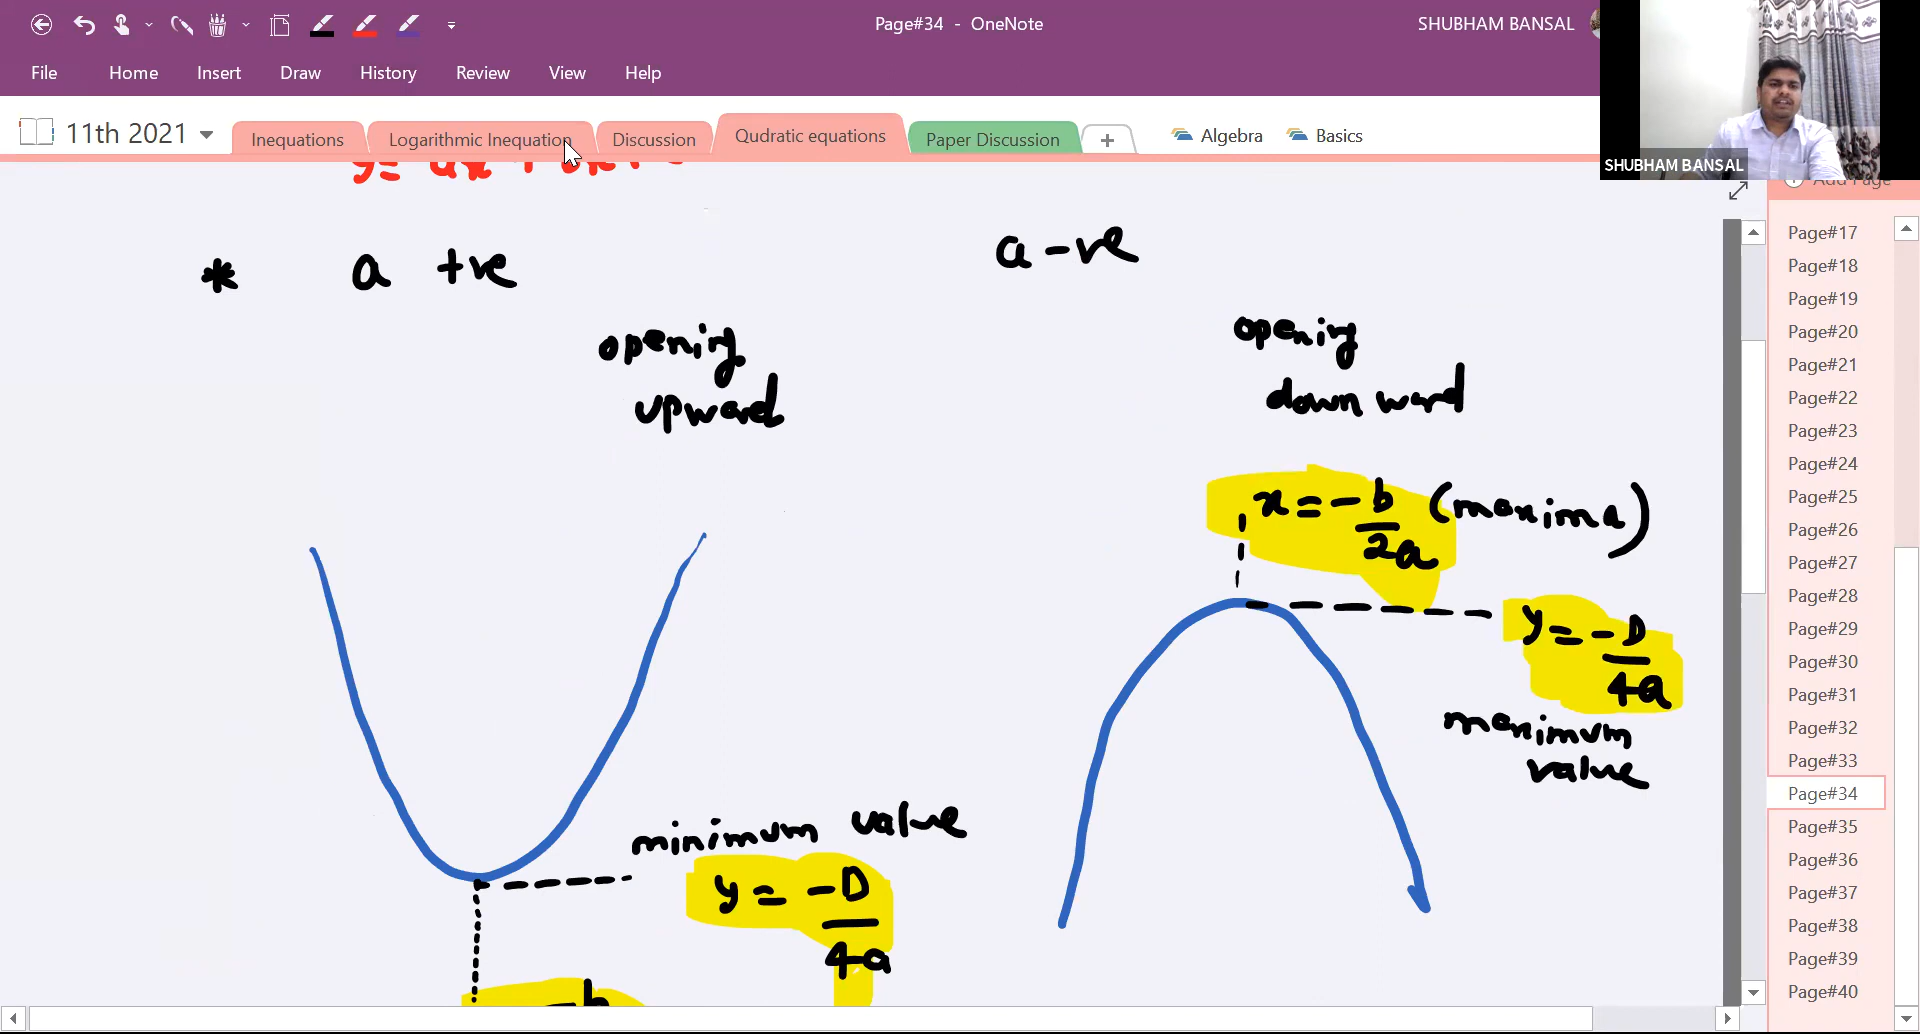 Page#34 - OneNote
SHUBHAM BANSAL
File Home Insert Draw History Review View Help
11th 2021
Inequations
Logarithmic Inequation
Discussion
Qudratic equations
Paper Discussion
+
Algebra
Basics
SHUBHAM BANSAL
Add Page
* a +ve
a -ve
opening
upward
opening
down ward
x = -b/2a (maxima)
y = -D/4a
maximum
value
minimum value
y = -D/4a
Page#17
Page#18
Page#19
Page#20
Page#21
Page#22
Page#23
Page#24
Page#25
Page#26
Page#27
Page#28
Page#29
Page#30
Page#31
Page#32
Page#33
Page#34
Page#35
Page#36
Page#37
Page#38
Page#39
Page#40